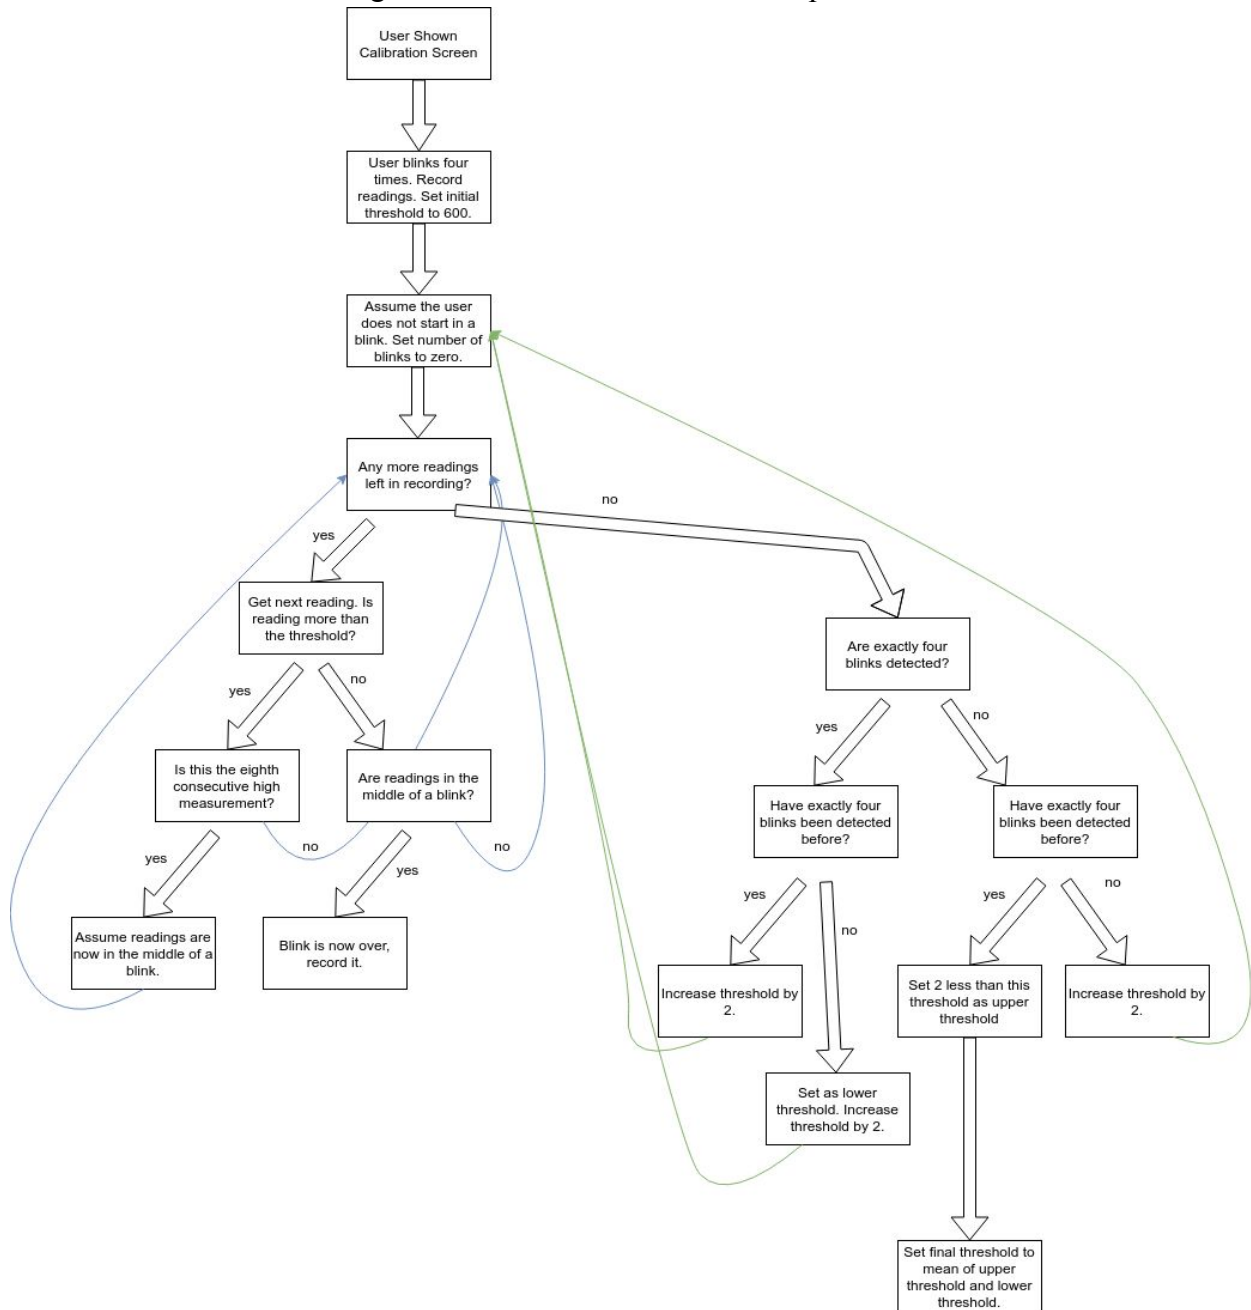 User Shown
Calibration Screen
User blinks four
times. Record
readings. Set initial
threshold to 600.
Assume the user
does not start in a
blink. Set number of
blinks to zero.
Any more readings
left in recording?
no
yes
Get next reading. Is
reading more than
the threshold?
yes
no
Is this the eighth
consecutive high
measurement?
Are readings in the
middle of a blink?
no
no
yes
yes
Assume readings are
now in the middle of a
blink.
Blink is now over,
record it.
Are exactly four
blinks detected?
yes
no
Have exactly four
blinks been detected
before?
Have exactly four
blinks been detected
before?
yes
no
yes
no
Increase threshold by
2.
Set as lower
threshold. Increase
threshold by 2.
Set 2 less than this
threshold as upper
threshold
Increase threshold by
2.
Set final threshold to
mean of upper
threshold and lower
threshold.